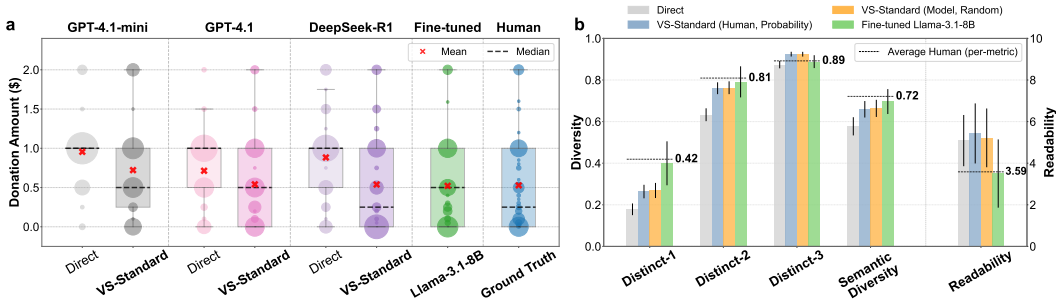 a
GPT-4.1-mini
GPT-4.1
DeepSeek-R1
Fine-tuned
Human
Mean
Median
Donation Amount ($)
2.0
1.5
1.0
0.5
0.0
Direct
VS-Standard
Direct
VS-Standard
Direct
VS-Standard
Llama-3.1-8B
Ground Truth
b
Direct
VS-Standard (Human, Probability)
VS-Standard (Model, Random)
Fine-tuned Llama-3.1-8B
Average Human (per-metric)
Diversity
1.0
0.8
0.6
0.4
0.2
0.0
0.42
0.81
0.89
0.72
3.59
10
8
6
4
2
0
Readability
Distinct-1
Distinct-2
Distinct-3
Semantic
Diversity
Readability